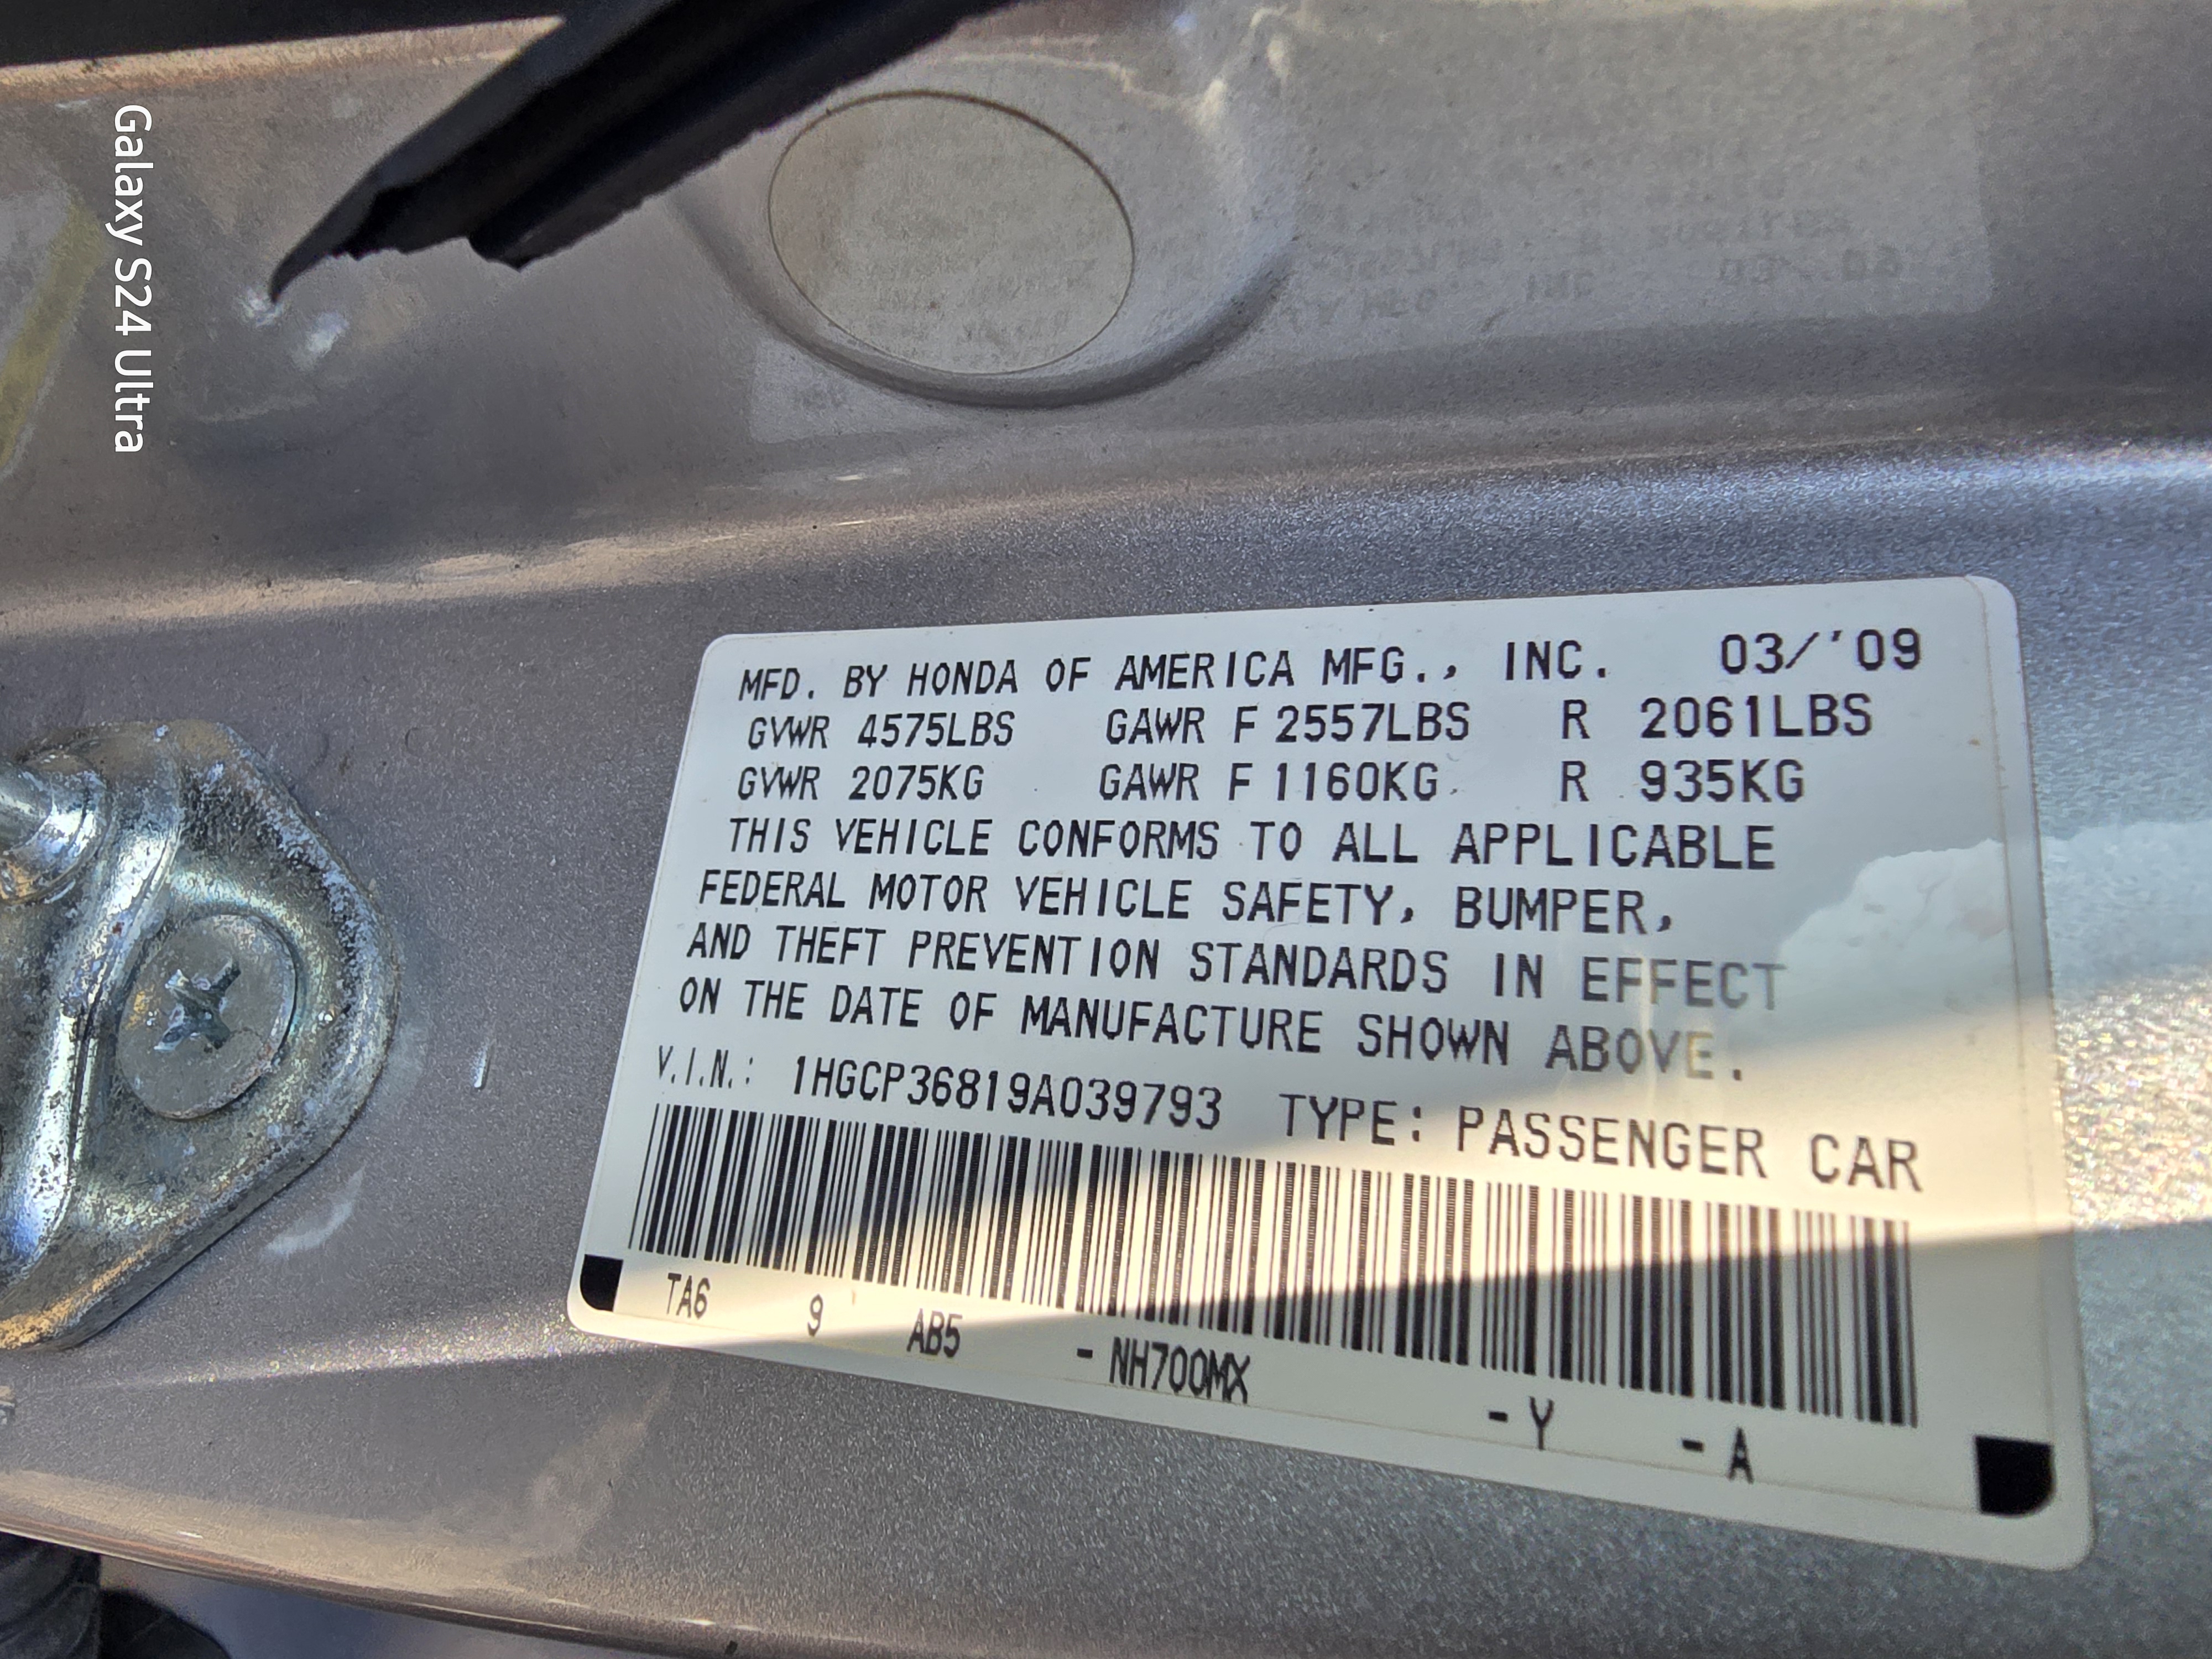 Galaxy S24 Ultra
MFD. BY HONDA OF AMERICA MFG., INC. 03/'09
GVWR 4575LBS GAWR F 2557LBS R 2061LBS
GVWR 2075KG GAWR F 1160KG R 935KG
THIS VEHICLE CONFORMS TO ALL APPLICABLE
FEDERAL MOTOR VEHICLE SAFETY, BUMPER,
AND THEFT PREVENTION STANDARDS IN EFFECT
ON THE DATE OF MANUFACTURE SHOWN ABOVE.
V.I.N.: 1HGCP36819A039793 TYPE: PASSENGER CAR
TA6 9 AB5 - NH700MX - Y - A